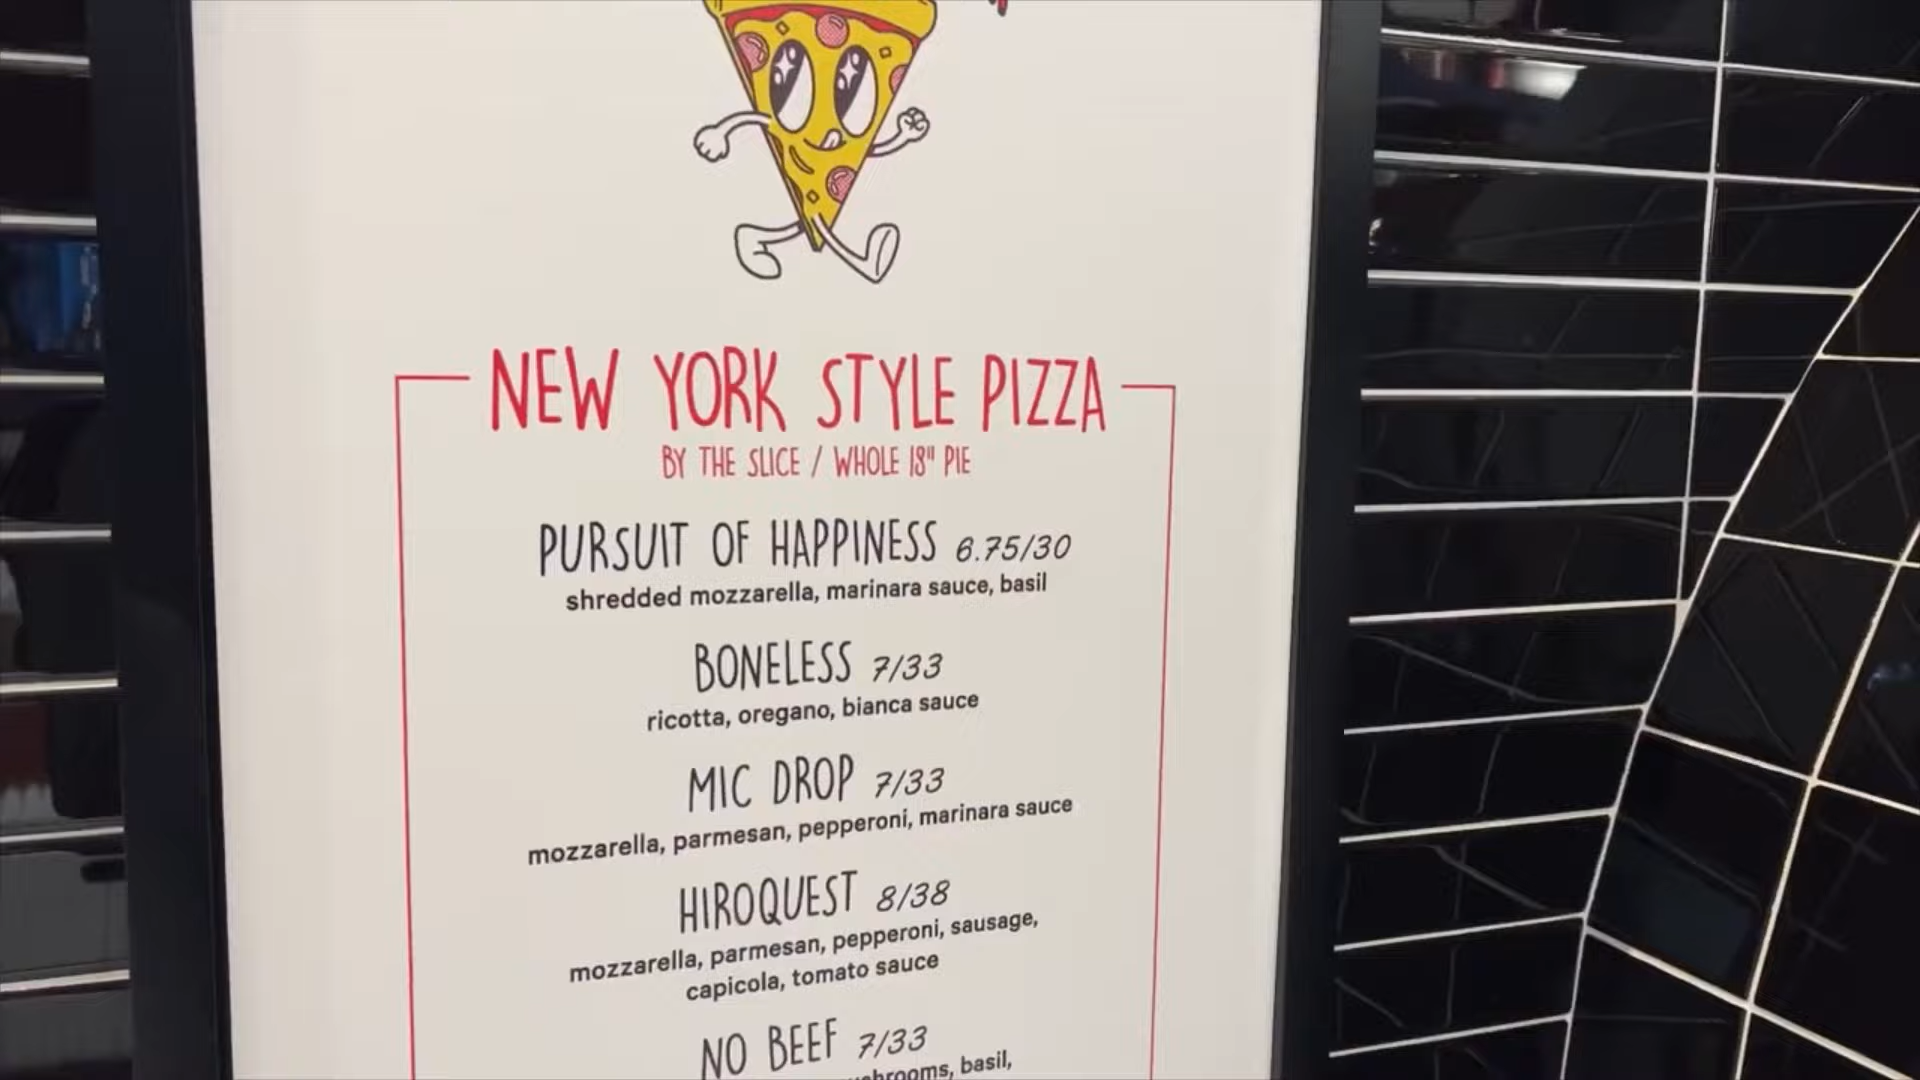 NEW YORK STYLE PIZZA
BY THE SLICE / WHOLE 18" PIE
PURSUIT OF HAPPINESS 6.75/30
shredded mozzarella, marinara sauce, basil
BONELESS 7/33
ricotta, oregano, bianca sauce
MIC DROP 7/33
mozzarella, parmesan, pepperoni, marinara sauce
HIROQUEST 8/38
mozzarella, parmesan, pepperoni, sausage,
capicola, tomato sauce
NO BEEF 7/33
basil,